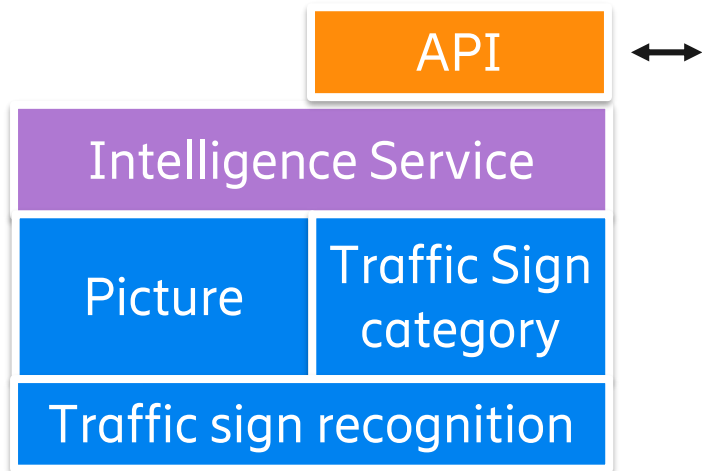 API
Intelligence Service
Picture
Traffic Sign
category
Traffic sign recognition